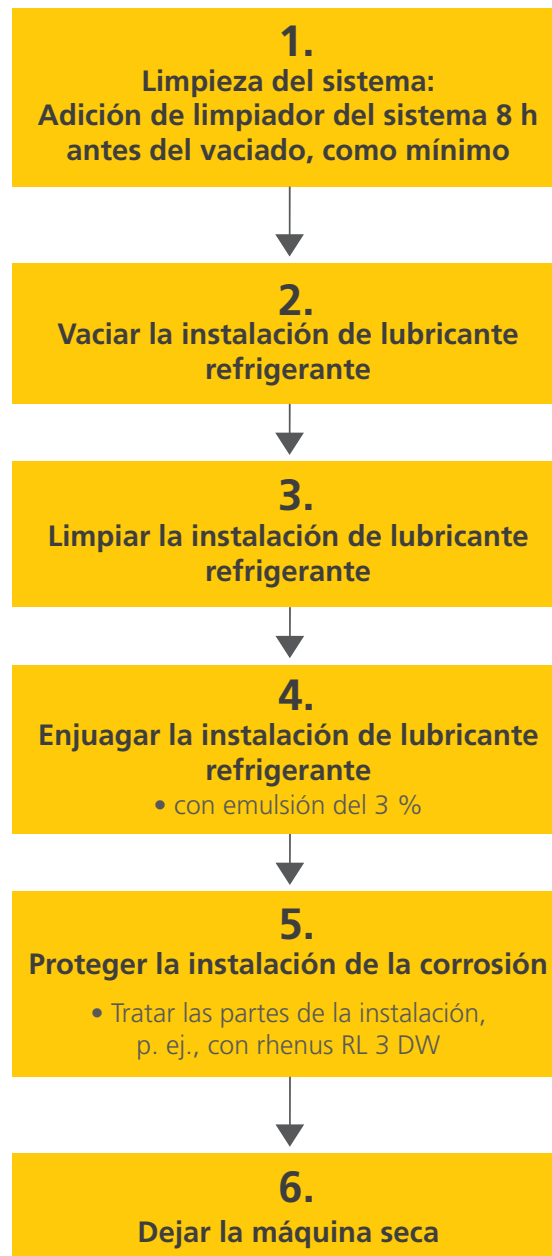 1.
Limpieza del sistema:
Adición de limpiador del sistema 8 h
antes del vaciado, como mínimo
2.
Vaciar la instalación de lubricante
refrigerante
3.
Limpiar la instalación de lubricante
refrigerante
4.
Enjuagar la instalación de lubricante
refrigerante
• con emulsión del 3 %
5.
Proteger la instalación de la corrosión
• Tratar las partes de la instalación,
p. ej., con rhenus RL 3 DW
6.
Dejar la máquina seca